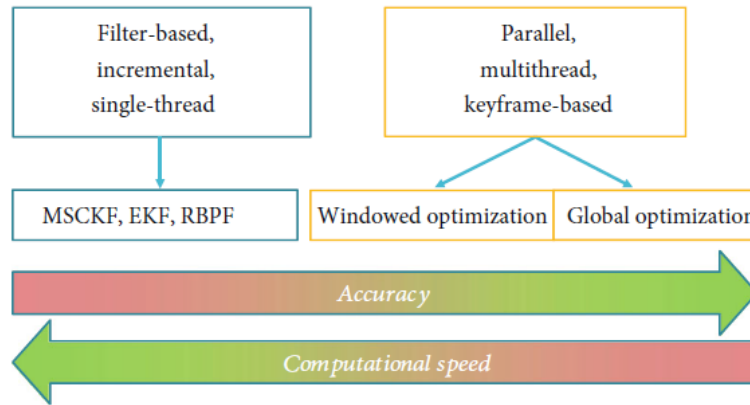 Filter-based,
incremental,
single-thread
Parallel,
multithread,
keyframe-based
MSCKF, EKF, RBPF
Windowed optimization
Global optimization
Accuracy
Computational speed